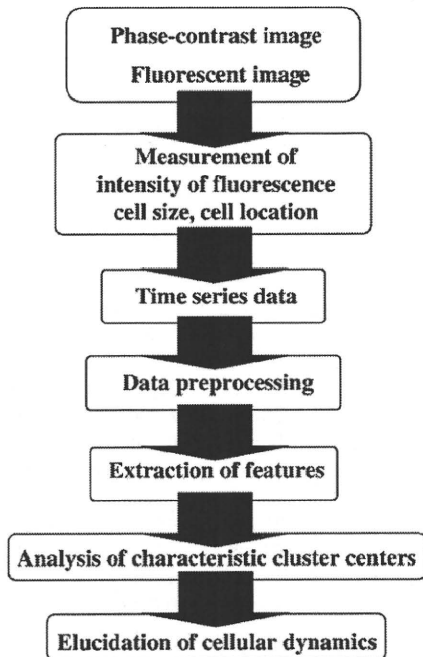 Phase-contrast image
Fluorescent image
Measurement of
intensity of fluorescence
cell size, cell location
Time series data
Data preprocessing
Extraction of features
Analysis of characteristic cluster centers
Elucidation of cellular dynamics